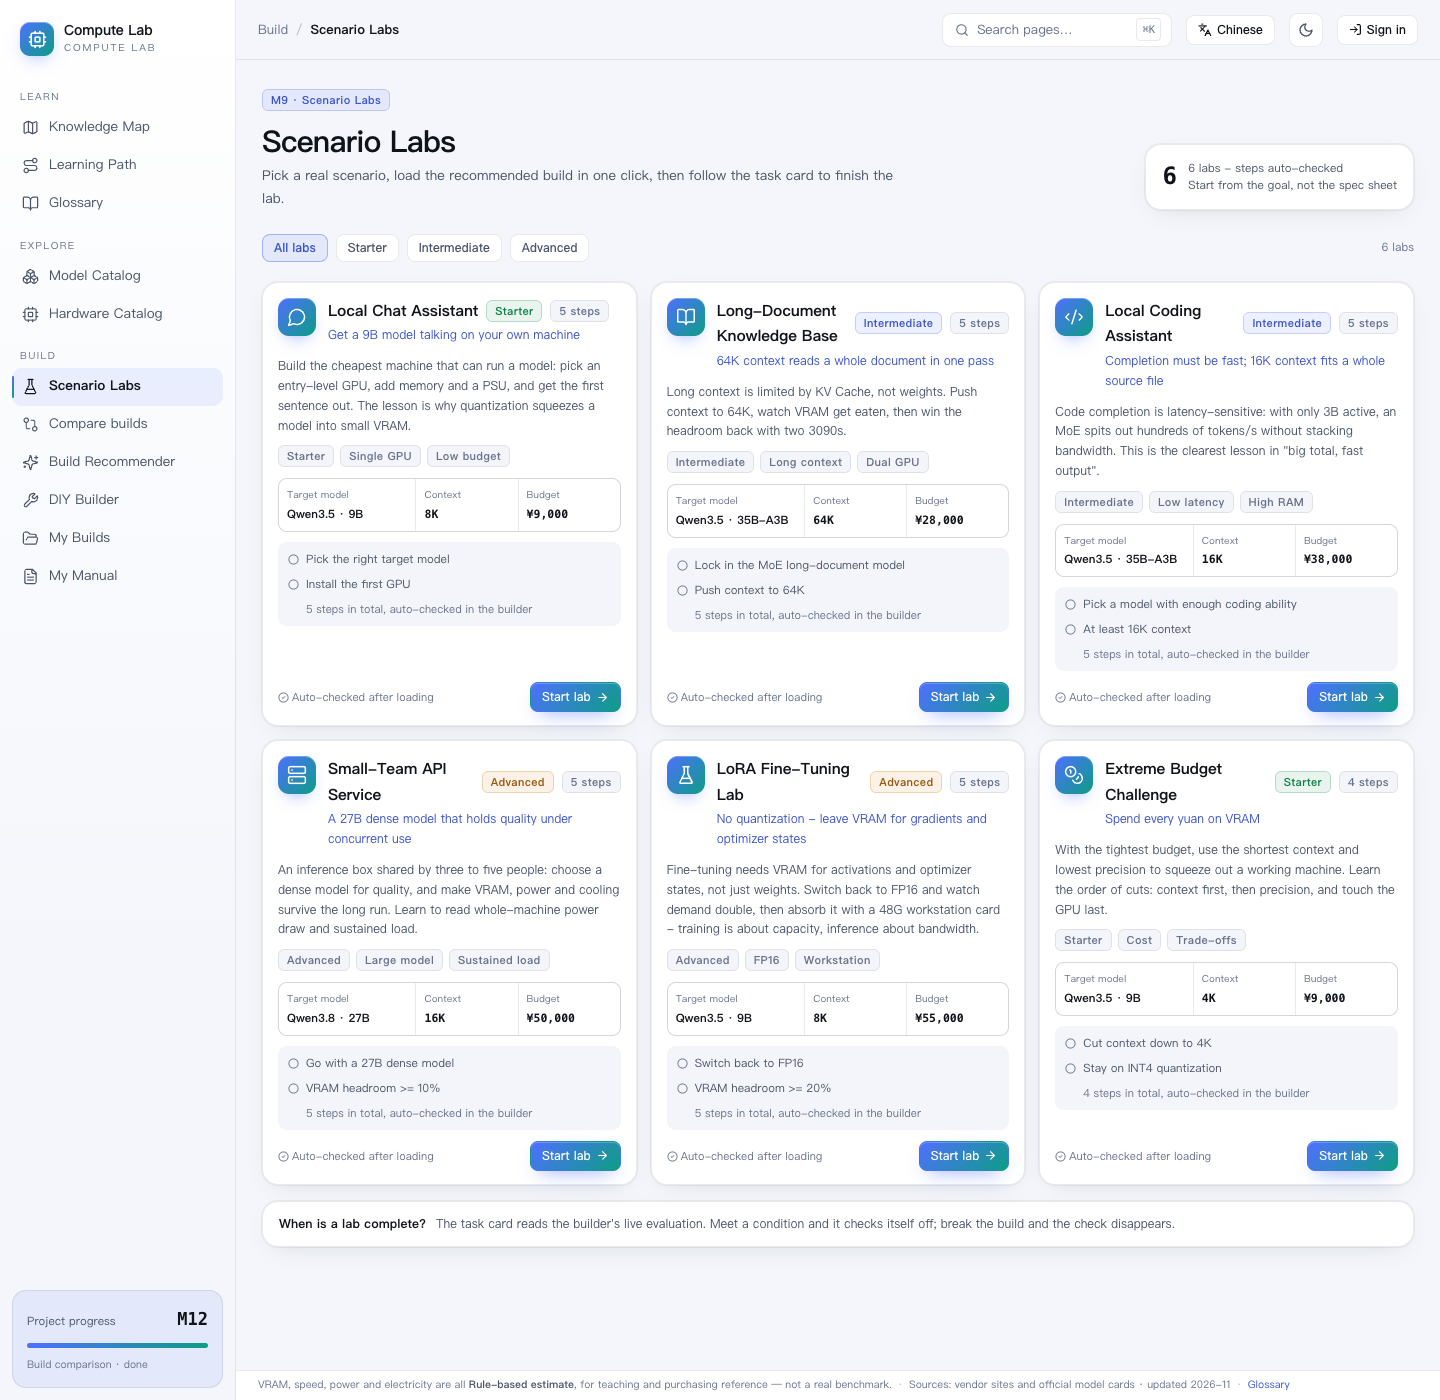 Compute Lab
COMPUTE LAB
LEARN
Knowledge Map
Learning Path
Glossary
EXPLORE
Model Catalog
Hardware Catalog
BUILD
Scenario Labs
Compare builds
Build Recommender
DIY Builder
My Builds
My Manual
Project progress M12
Build comparison · done
Build / Scenario Labs
Search pages... ⌘K
Chinese
Sign in
M9 · Scenario Labs
Scenario Labs
Pick a real scenario, load the recommended build in one click, then follow the task card to finish the
lab.
6
6 labs – steps auto-checked
Start from the goal, not the spec sheet
All labs Starter Intermediate Advanced
6 labs
Local Chat Assistant Starter 5 steps
Get a 9B model talking on your own machine
Build the cheapest machine that can run a model: pick an
entry-level GPU, add memory and a PSU, and get the first
sentence out. The lesson is why quantization squeezes a
model into small VRAM.
Starter Single GPU Low budget
Target model Context Budget
Qwen3.5 · 9B 8K ¥9,000
Pick the right target model
Install the first GPU
5 steps in total, auto-checked in the builder
Auto-checked after loading Start lab →
Long-Document
Knowledge Base
Intermediate 5 steps
64K context reads a whole document in one pass
Long context is limited by KV Cache, not weights. Push
context to 64K, watch VRAM get eaten, then win the
headroom back with two 3090s.
Intermediate Long context Dual GPU
Target model Context Budget
Qwen3.5 · 35B-A3B 64K ¥28,000
Lock in the MoE long-document model
Push context to 64K
5 steps in total, auto-checked in the builder
Auto-checked after loading Start lab →
Local Coding
Assistant
Intermediate 5 steps
Completion must be fast; 16K context fits a whole
source file
Code completion is latency-sensitive: with only 3B active, an
MoE spits out hundreds of tokens/s without stacking
bandwidth. This is the clearest lesson in "big total, fast
output".
Intermediate Low latency High RAM
Target model Context Budget
Qwen3.5 · 35B-A3B 16K ¥38,000
Pick a model with enough coding ability
At least 16K context
5 steps in total, auto-checked in the builder
Auto-checked after loading Start lab →
Small-Team API
Service
Advanced 5 steps
A 27B dense model that holds quality under
concurrent use
An inference box shared by three to five people: choose a
dense model for quality, and make VRAM, power and cooling
survive the long run. Learn to read whole-machine power
draw and sustained load.
Advanced Large model Sustained load
Target model Context Budget
Qwen3.8 · 27B 16K ¥50,000
Go with a 27B dense model
VRAM headroom >= 10%
5 steps in total, auto-checked in the builder
Auto-checked after loading Start lab →
LoRA Fine-Tuning
Lab
Advanced 5 steps
No quantization – leave VRAM for gradients and
optimizer states
Fine-tuning needs VRAM for activations and optimizer
states, not just weights. Switch back to FP16 and watch
demand double, then absorb it with a 48G workstation card
– training is about capacity, inference about bandwidth.
Advanced FP16 Workstation
Target model Context Budget
Qwen3.5 · 9B 8K ¥55,000
Switch back to FP16
VRAM headroom >= 20%
5 steps in total, auto-checked in the builder
Auto-checked after loading Start lab →
Extreme Budget
Challenge
Starter 4 steps
Spend every yuan on VRAM
With the tightest budget, use the shortest context and
lowest precision to squeeze out a working machine. Learn
the order of cuts: context first, then precision, and touch the
GPU last.
Starter Cost Trade-offs
Target model Context Budget
Qwen3.5 · 9B 4K ¥9,000
Cut context down to 4K
Stay on INT4 quantization
4 steps in total, auto-checked in the builder
Auto-checked after loading Start lab →
When is a lab complete? The task card reads the builder's live evaluation. Meet a condition and it checks itself off; break the build and the check disappears.
VRAM, speed, power and electricity are all Rule-based estimate, for teaching and purchasing reference — not a real benchmark. · Sources: vendor sites and official model cards · updated 2026-11 · Glossary